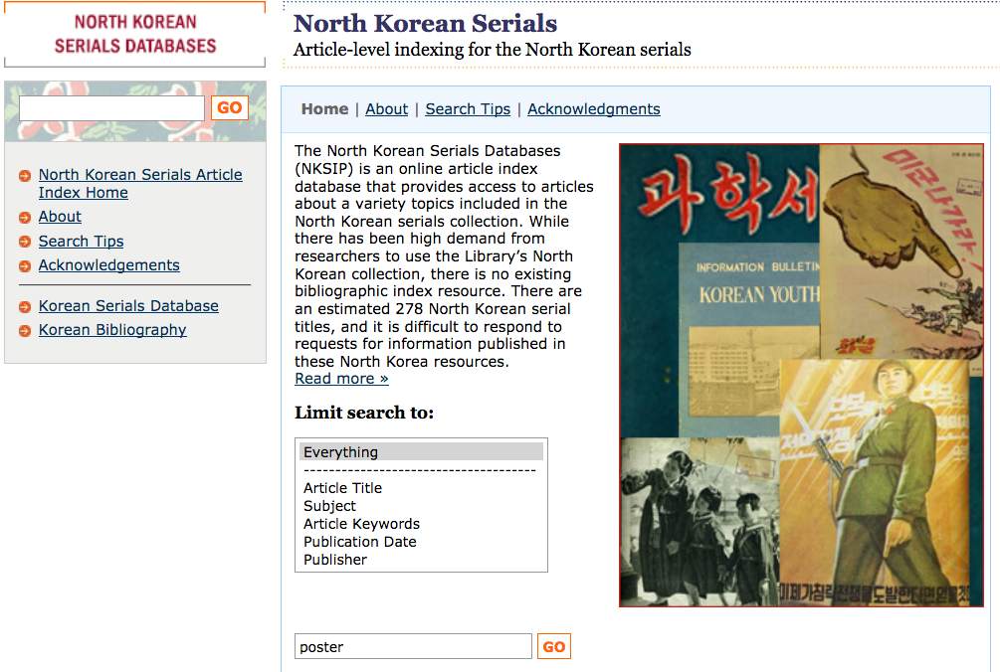 NORTH KOREAN
SERIALS DATABASES
North Korean Serials
Article-level indexing for the North Korean serials
GO
North Korean Serials Article
Index Home
About
Search Tips
Acknowledgements
Korean Serials Database
Korean Bibliography
Home | About | Search Tips | Acknowledgments
The North Korean Serials Databases
(NKSIP) is an online article index
database that provides access to articles
about a variety topics included in the
North Korean serials collection. While
there has been high demand from
researchers to use the Library's North
Korean collection, there is no existing
bibliographic index resource. There are
an estimated 278 North Korean serial
titles, and it is difficult to respond to
requests for information published in
these North Korea resources.
Read more »
Limit search to:
Everything
------------------------------------
Article Title
Subject
Article Keywords
Publication Date
Publisher
poster
GO
과학세
미군 나가라!
INFORMATION BULLETIN
KOREAN YOUTH